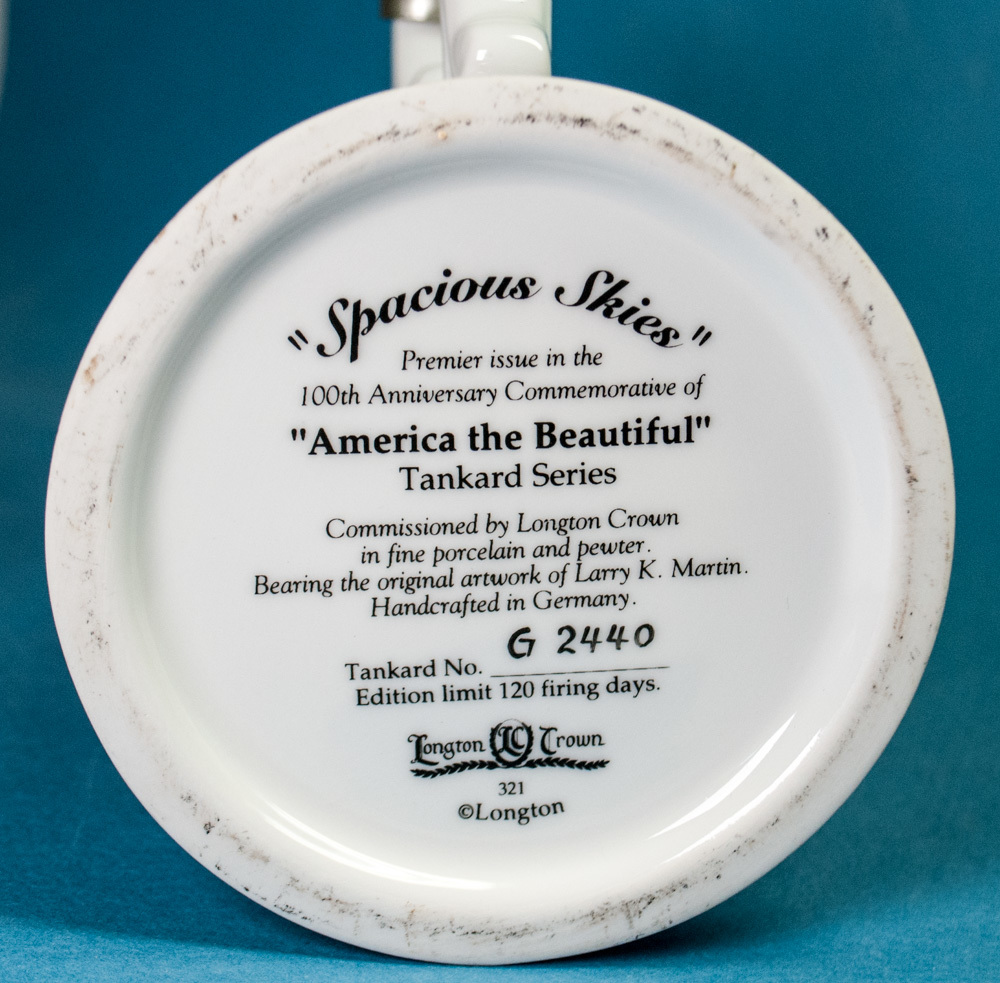 "Spacious Skies"
Premier issue in the
100th Anniversary Commemorative of
"America the Beautiful"
Tankard Series
Commissioned by Longton Crown
in fine porcelain and pewter.
Bearing the original artwork of Larry K. Martin.
Handcrafted in Germany.
Tankard No. G 2440
Edition limit 120 firing days.
Longton LC Crown
321
©Longton